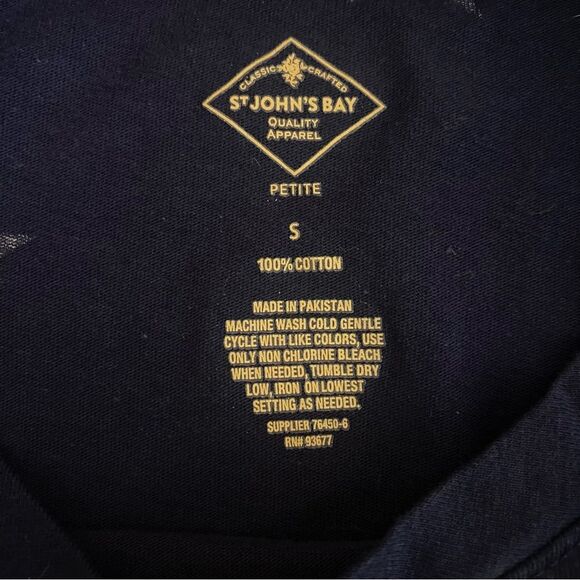 CLASSIC CRAFTED
ST JOHN'S BAY
QUALITY
APPAREL
PETITE
S
100% COTTON
MADE IN PAKISTAN
MACHINE WASH COLD GENTLE
CYCLE WITH LIKE COLORS, USE
ONLY NON CHLORINE BLEACH
WHEN NEEDED, TUMBLE DRY
LOW, IRON ON LOWEST
SETTING AS NEEDED.
SUPPLIER 76450-6
RN# 93677